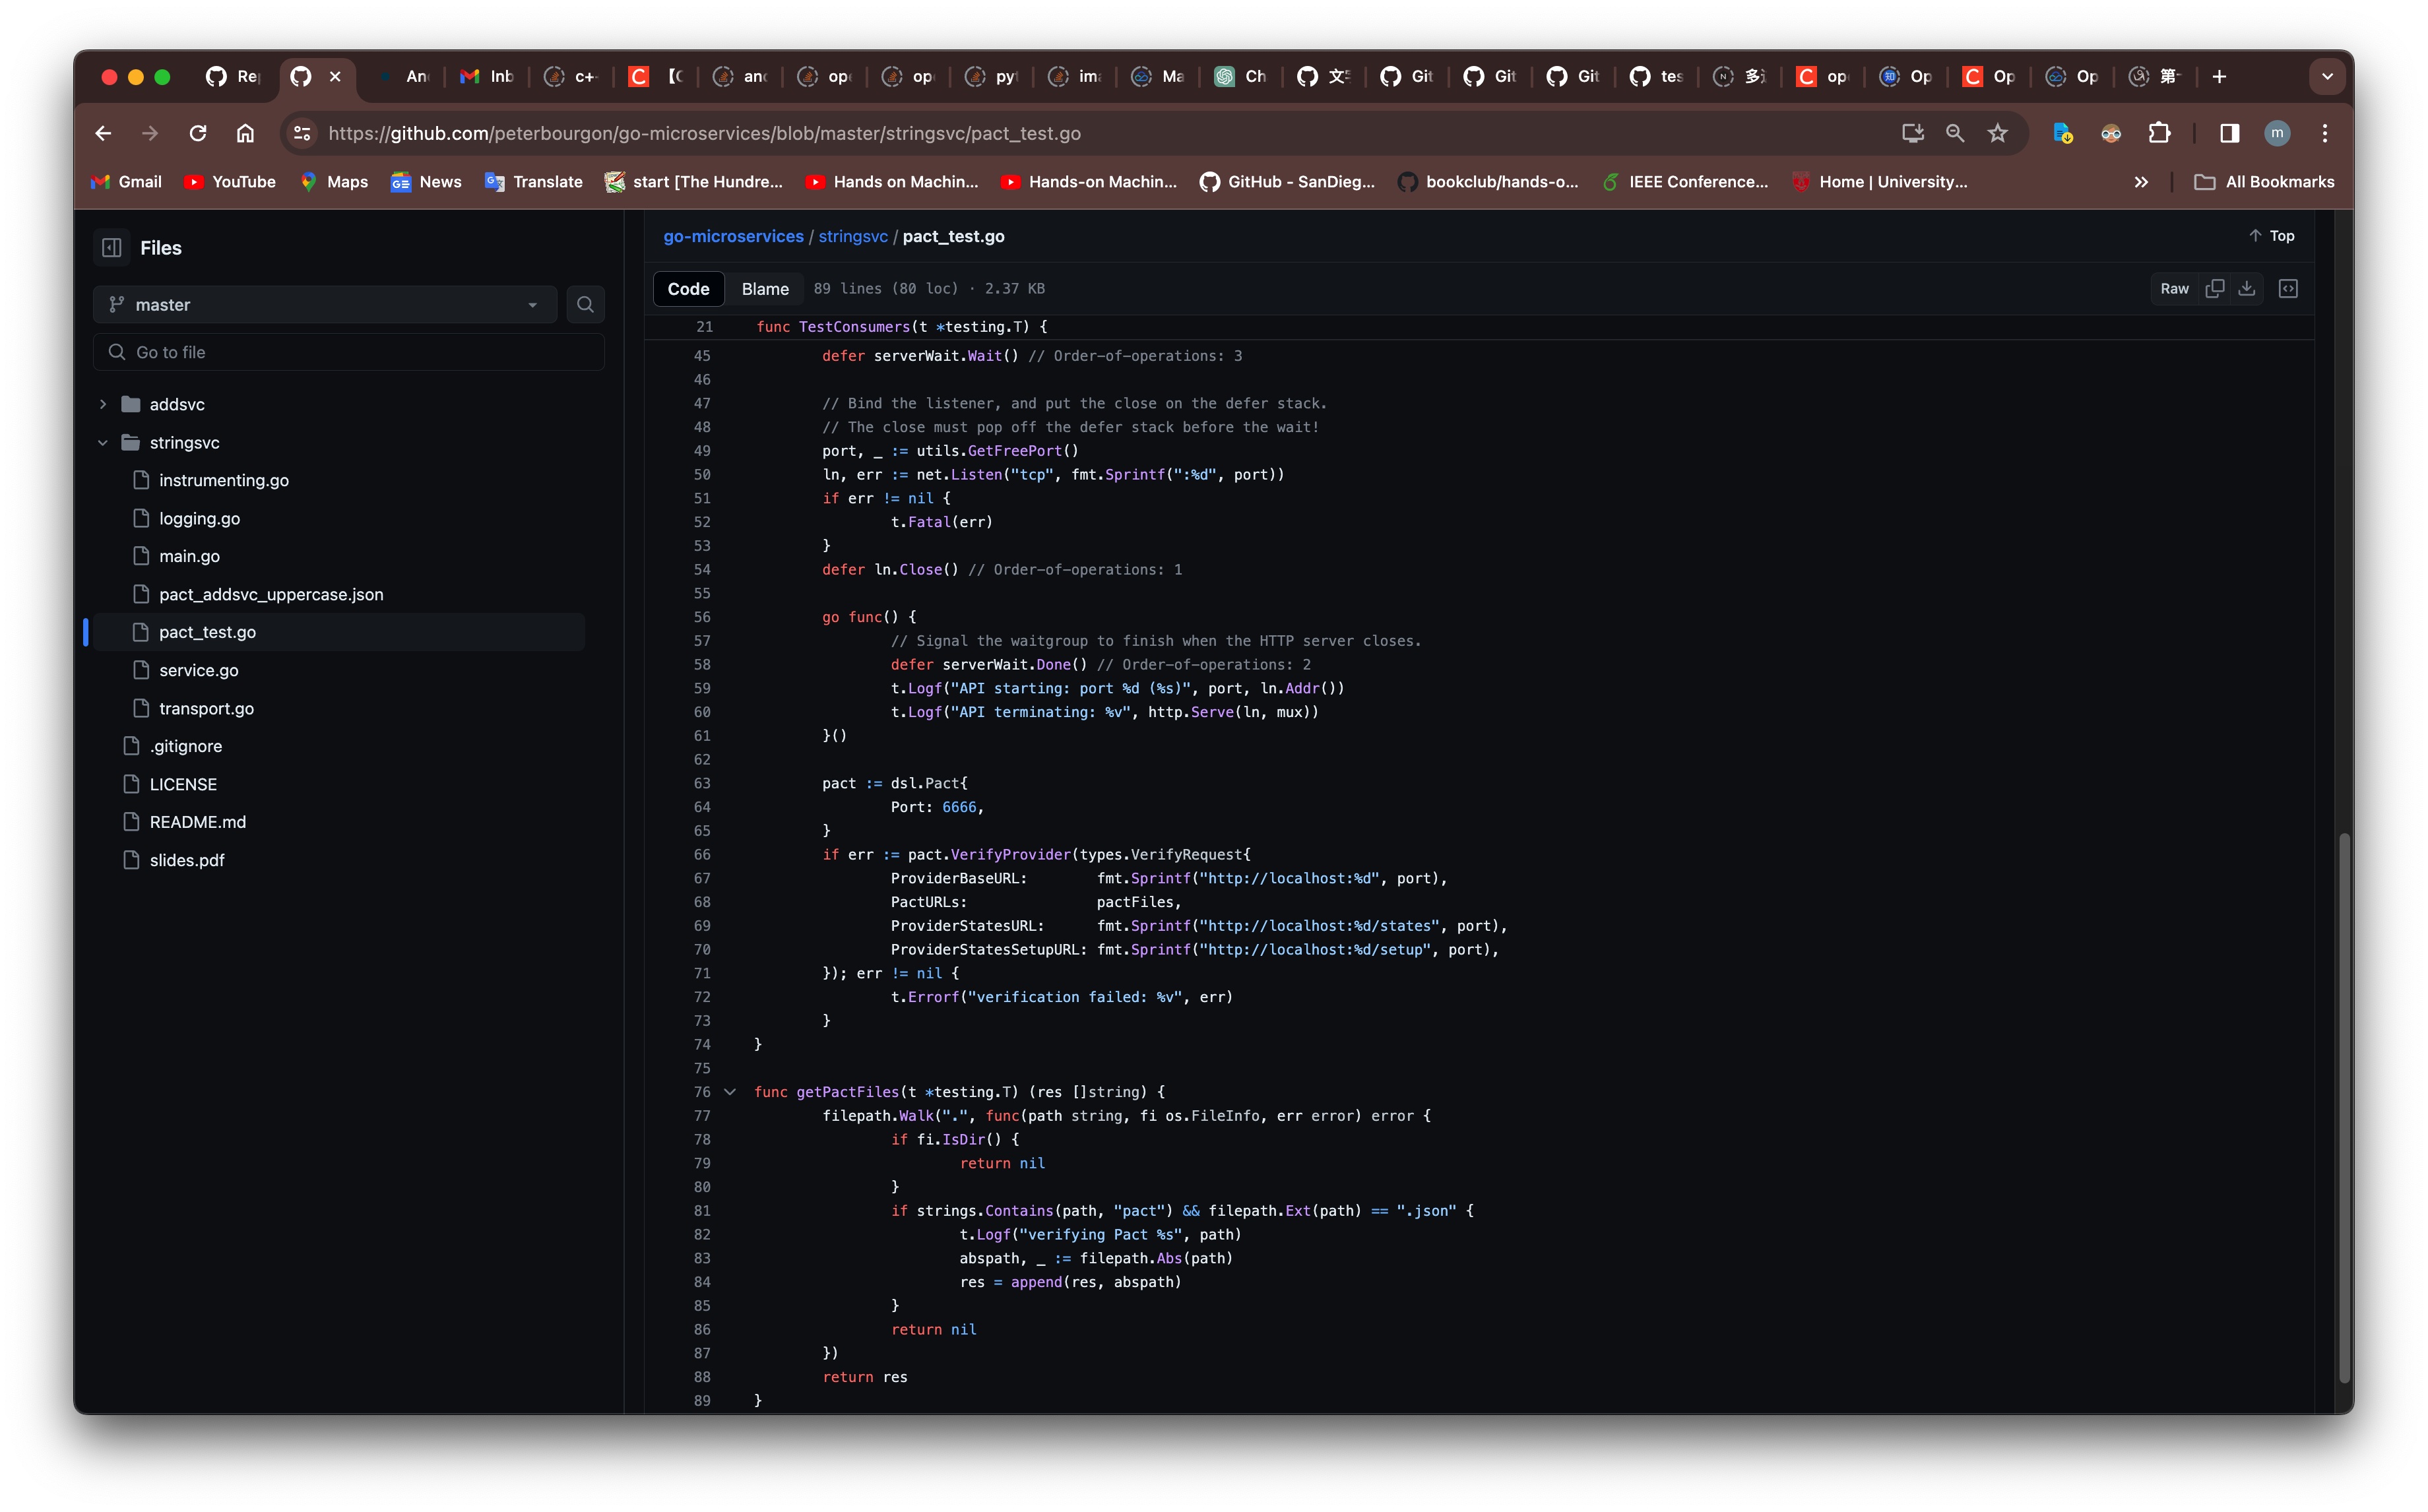 Re
An
Inb
c++
【C
and
ope
op
pyt
im
Ma
Ch
文
Git
Git
Git
tes
多
op
Op
Op
Op
第
https://github.com/peterbourgon/go-microservices/blob/master/stringsvc/pact_test.go
m
Gmail
YouTube
Maps
News
Translate
start [The Hundre...
Hands on Machin...
Hands-on Machin...
GitHub - SanDieg...
bookclub/hands-o...
IEEE Conference...
Home | University...
All Bookmarks
Files
master
Go to file
addsvc
stringsvc
instrumenting.go
logging.go
main.go
pact_addsvc_uppercase.json
pact_test.go
service.go
transport.go
.gitignore
LICENSE
README.md
slides.pdf
go-microservices / stringsvc / pact_test.go
Top
Code Blame 89 lines (80 loc) · 2.37 KB
Raw
21 func TestConsumers(t *testing.T) {
45 defer serverWait.Wait() // Order-of-operations: 3
46
47 // Bind the listener, and put the close on the defer stack.
48 // The close must pop off the defer stack before the wait!
49 port, _ := utils.GetFreePort()
50 ln, err := net.Listen("tcp", fmt.Sprintf(":%d", port))
51 if err != nil {
52 t.Fatal(err)
53 }
54 defer ln.Close() // Order-of-operations: 1
55
56 go func() {
57 // Signal the waitgroup to finish when the HTTP server closes.
58 defer serverWait.Done() // Order-of-operations: 2
59 t.Logf("API starting: port %d (%s)", port, ln.Addr())
60 t.Logf("API terminating: %v", http.Serve(ln, mux))
61 }()
62
63 pact := dsl.Pact{
64 Port: 6666,
65 }
66 if err := pact.VerifyProvider(types.VerifyRequest{
67 ProviderBaseURL: fmt.Sprintf("http://localhost:%d", port),
68 PactURLs: pactFiles,
69 ProviderStatesURL: fmt.Sprintf("http://localhost:%d/states", port),
70 ProviderStatesSetupURL: fmt.Sprintf("http://localhost:%d/setup", port),
71 }); err != nil {
72 t.Errorf("verification failed: %v", err)
73 }
74 }
75
76 func getPactFiles(t *testing.T) (res []string) {
77 filepath.Walk(".", func(path string, fi os.FileInfo, err error) error {
78 if fi.IsDir() {
79 return nil
80 }
81 if strings.Contains(path, "pact") && filepath.Ext(path) == ".json" {
82 t.Logf("verifying Pact %s", path)
83 abspath, _ := filepath.Abs(path)
84 res = append(res, abspath)
85 }
86 return nil
87 })
88 return res
89 }